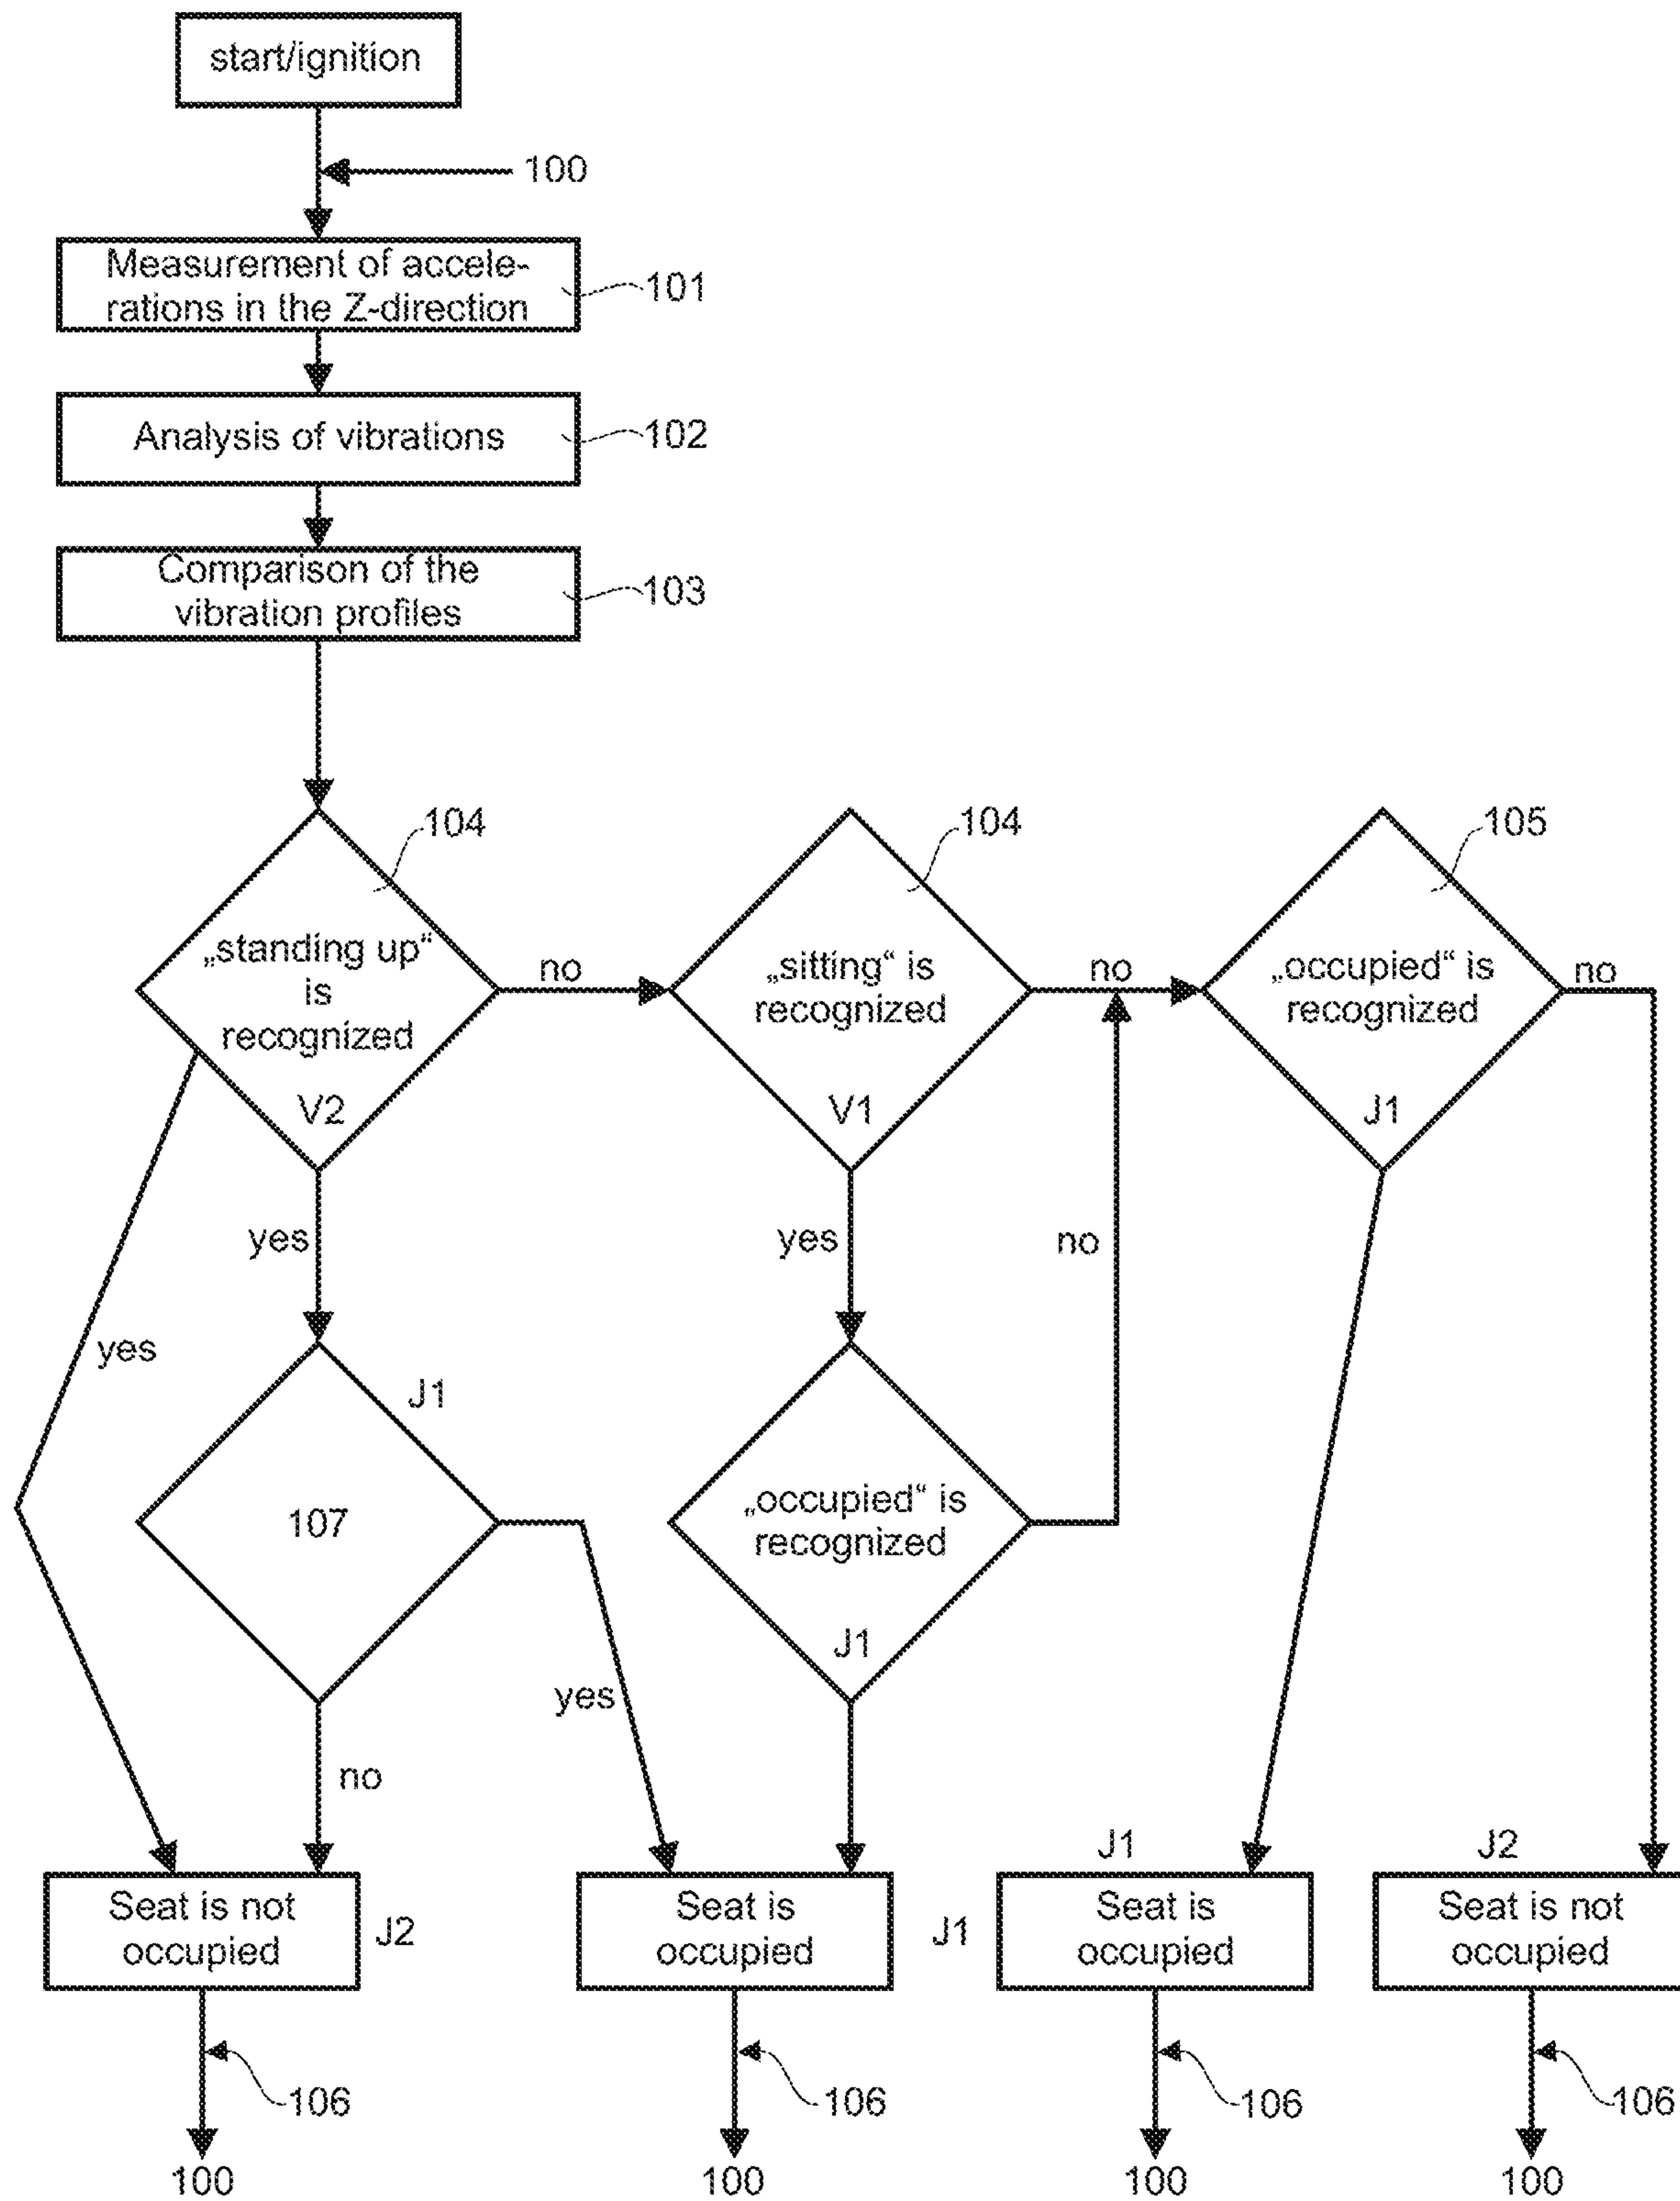 start/ignition
100
Measurement of accele-
rations in the Z-direction
101
Analysis of vibrations
102
Comparison of the
vibration profiles
103
104
„standing up“
is
recognized
V2
no
104
„sitting“ is
recognized
V1
no
105
„occupied“ is
recognized
J1
no
yes
yes
no
yes
J1
107
„occupied“ is
recognized
J1
yes
no
J1
J2
Seat is not
occupied
J2
Seat is
occupied
J1
Seat is
occupied
Seat is not
occupied
106
106
106
106
100
100
100
100